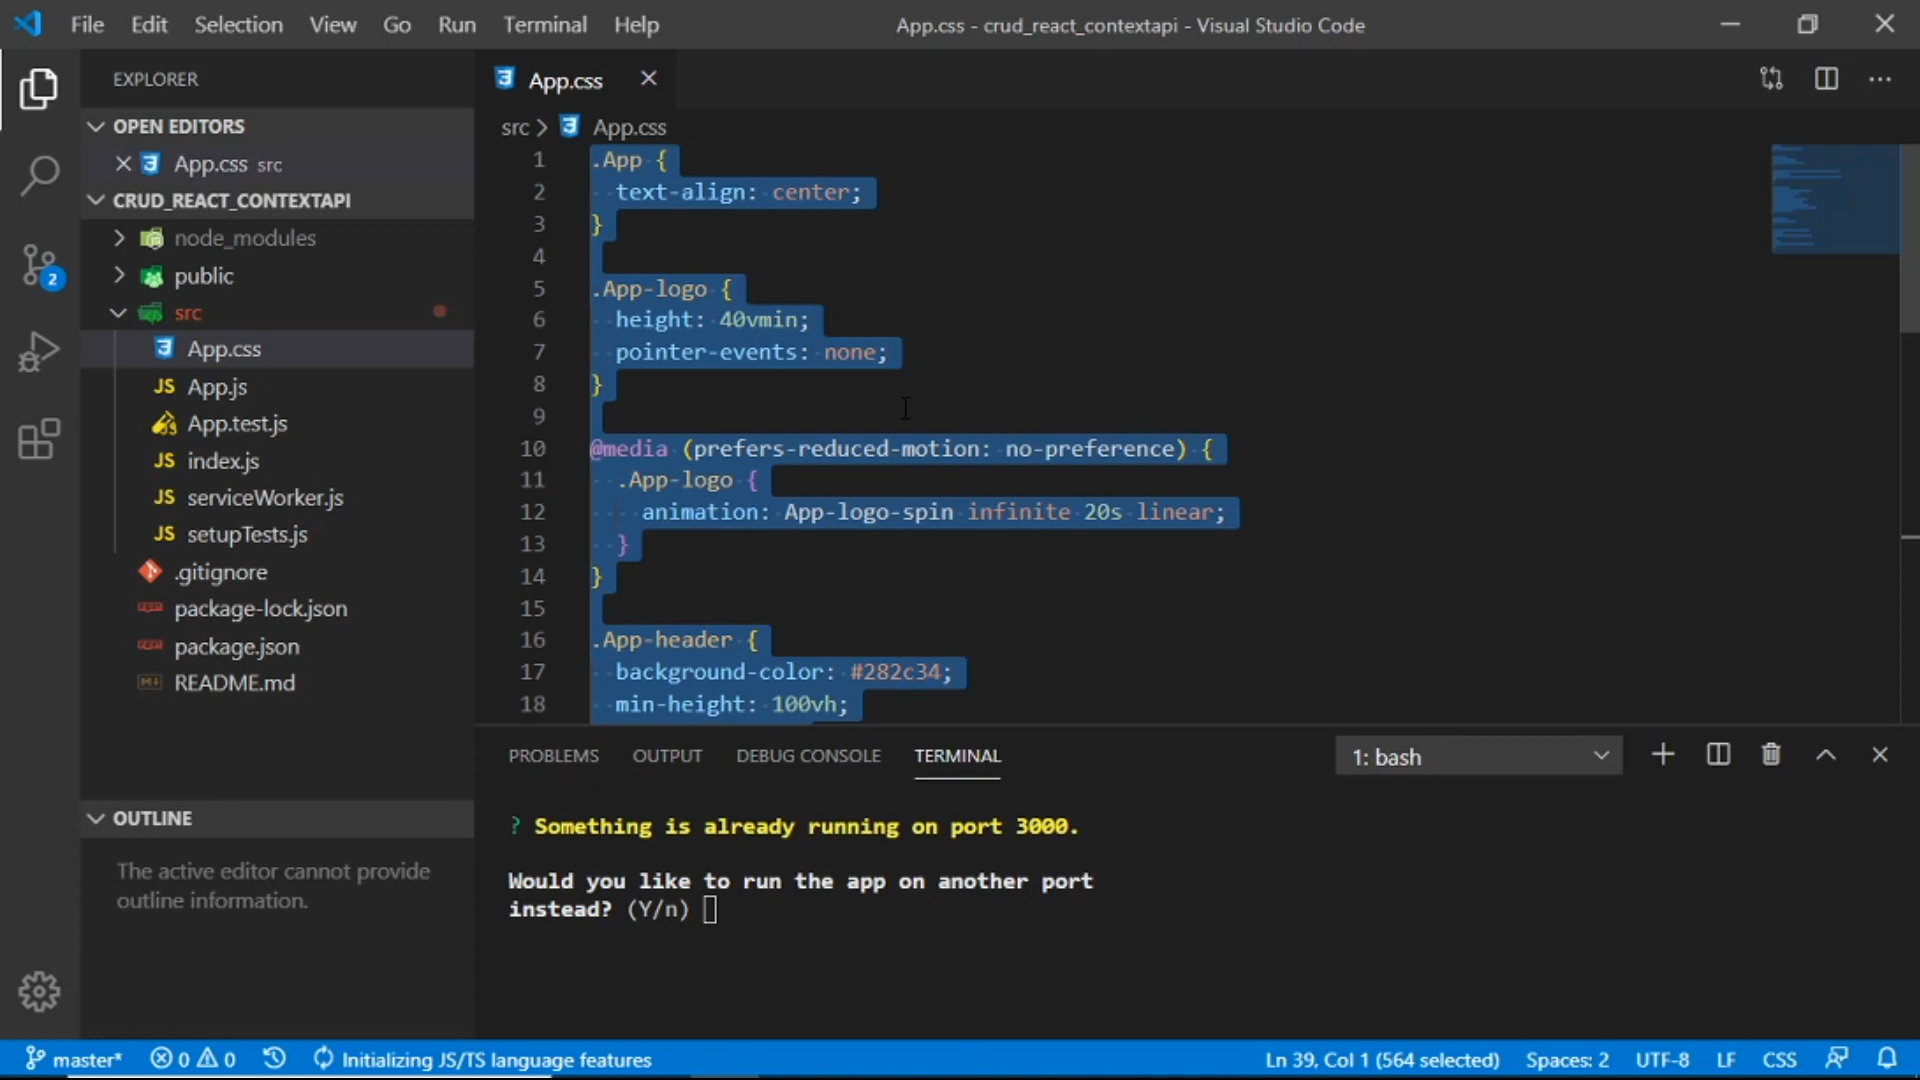 File Edit Selection View Go Run Terminal Help App.css - crud_react_contextapi - Visual Studio Code
EXPLORER
OPEN EDITORS
App.css src
CRUD_REACT_CONTEXTAPI
node_modules
public
src
App.css
JS App.js
App.test.js
JS index.js
JS serviceWorker.js
JS setupTests.js
.gitignore
package-lock.json
package.json
README.md
OUTLINE
The active editor cannot provide
outline information.
App.css
src > App.css
1 .App {
2 text-align: center;
3 }
4
5 .App-logo {
6 height: 40vmin;
7 pointer-events: none;
8 }
9
10 @media (prefers-reduced-motion: no-preference) {
11 .App-logo {
12 animation: App-logo-spin infinite 20s linear;
13 }
14 }
15
16 .App-header {
17 background-color: #282c34;
18 min-height: 100vh;
PROBLEMS OUTPUT DEBUG CONSOLE TERMINAL 1: bash
? Something is already running on port 3000.
Would you like to run the app on another port
instead? (Y/n)
2
master* 0 0 Initializing JS/TS language features Ln 39, Col 1 (564 selected) Spaces: 2 UTF-8 LF CSS